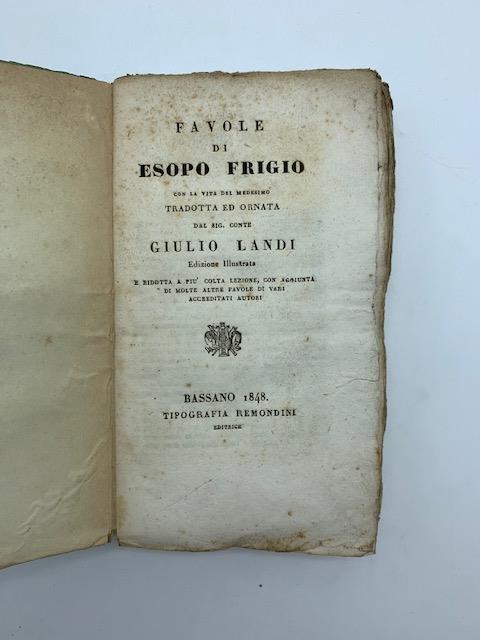 FAVOLE
DI
ESOPO FRIGIO
CON LA VITA DEL MEDESIMO
TRADOTTA ED ORNATA
DAL SIG. CONTE
GIULIO LANDI
Edizione Illustrata
E RIDOTTA A PIU' COLTA LEZIONE, CON AGGIUNTA
DI MOLTE ALTRE FAVOLE DI VARI
ACCREDITATI AUTORI
BASSANO 1848.
TIPOGRAFIA REMONDINI
EDITRICE